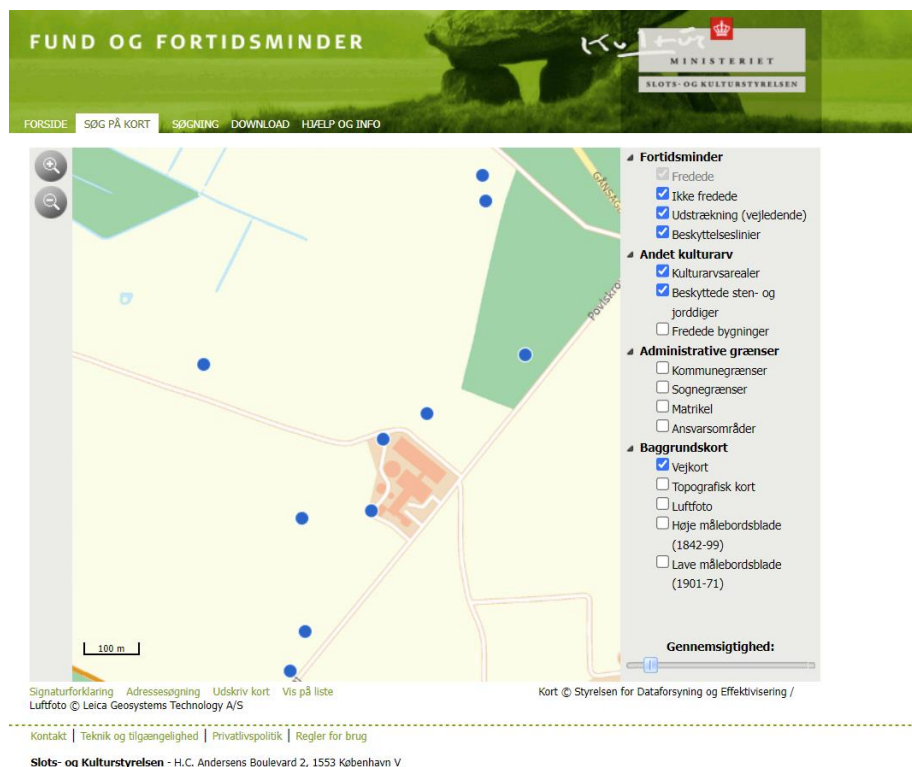 FUND OG FORTIDSMINDER
Kultur
MINISTERIET
SLOTS- OG KULTURSTYRELSEN
FORSIDE SØG PÅ KORT SØGNING DOWNLOAD HJÆLP OG INFO
GÅNSAGE
Povlskro
100 m
Fortidsminder
Fredede
Ikke fredede
Udstrækning (vejledende)
Beskyttelseslinier
Andet kulturarv
Kulturarvsarealer
Beskyttede sten- og
jorddiger
Fredede bygninger
Administrative grænser
Kommunegrænser
Sognegrænser
Matrikel
Ansvarsområder
Baggrundskort
Vejkort
Topografisk kort
Luftfoto
Høje målebordsblade
(1842-99)
Lave målebordsblade
(1901-71)
Gennemsigtighed:
Signaturforklaring Adressesøgning Udskriv kort Vis på liste
Kort © Styrelsen for Dataforsyning og Effektivisering /
Luftfoto © Leica Geosystems Technology A/S
Kontakt | Teknik og tilgængelighed | Privatlivspolitik | Regler for brug
Slots- og Kulturstyrelsen - H.C. Andersens Boulevard 2, 1553 København V